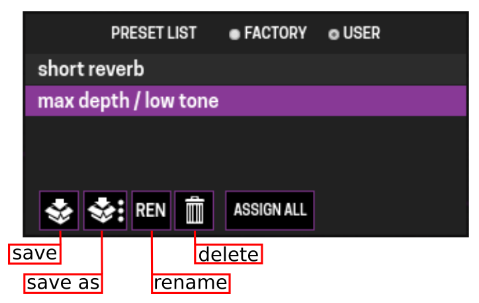 PRESET LIST FACTORY USER
short reverb
max depth / low tone
REN ASSIGN ALL
save delete
save as rename